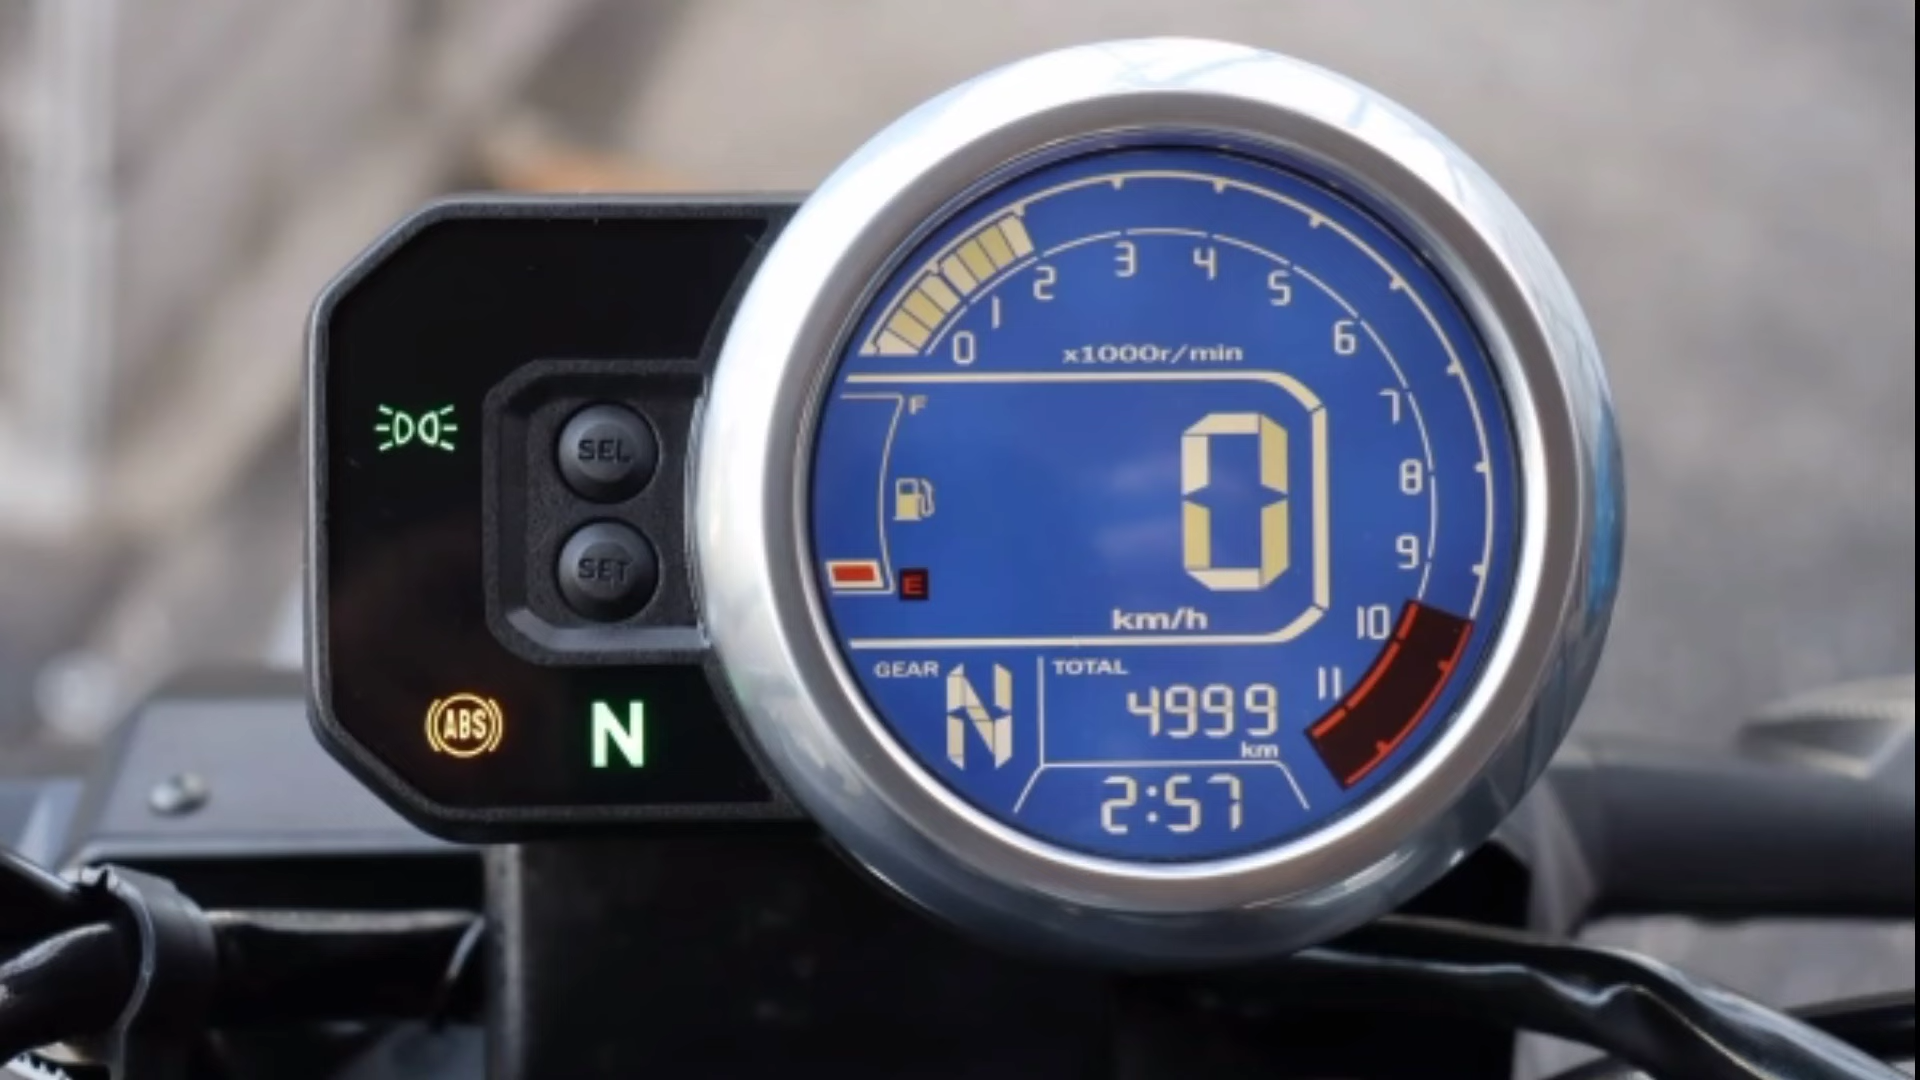 0 1 2 3 4 5 6 7 8 9 10 11
x1000r/min
F
SEL
0
SET
E
km/h
GEAR N
TOTAL
4999
km
ABS
N
2:57